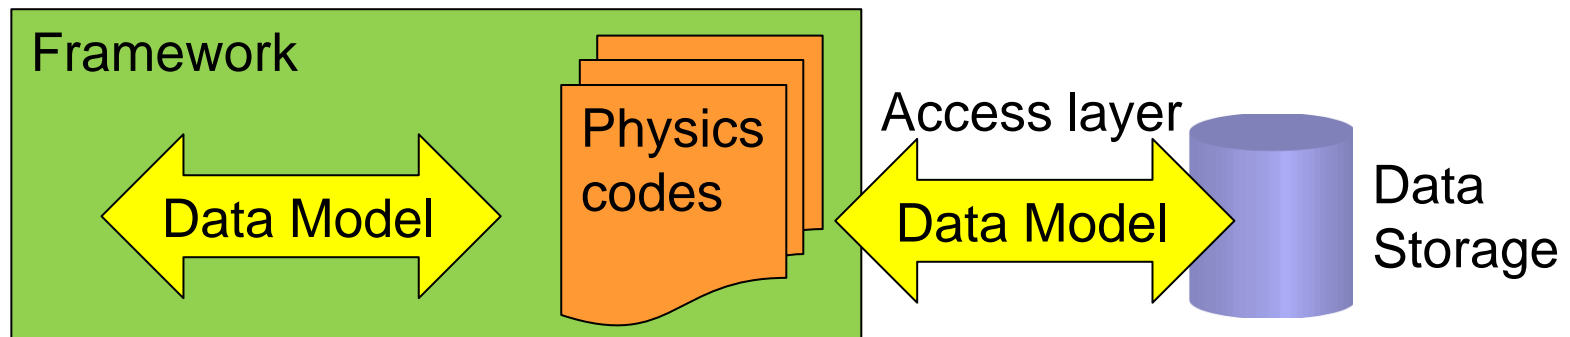 Framework
Physics
codes
Data Model
Access layer
Data Model
Data
Storage